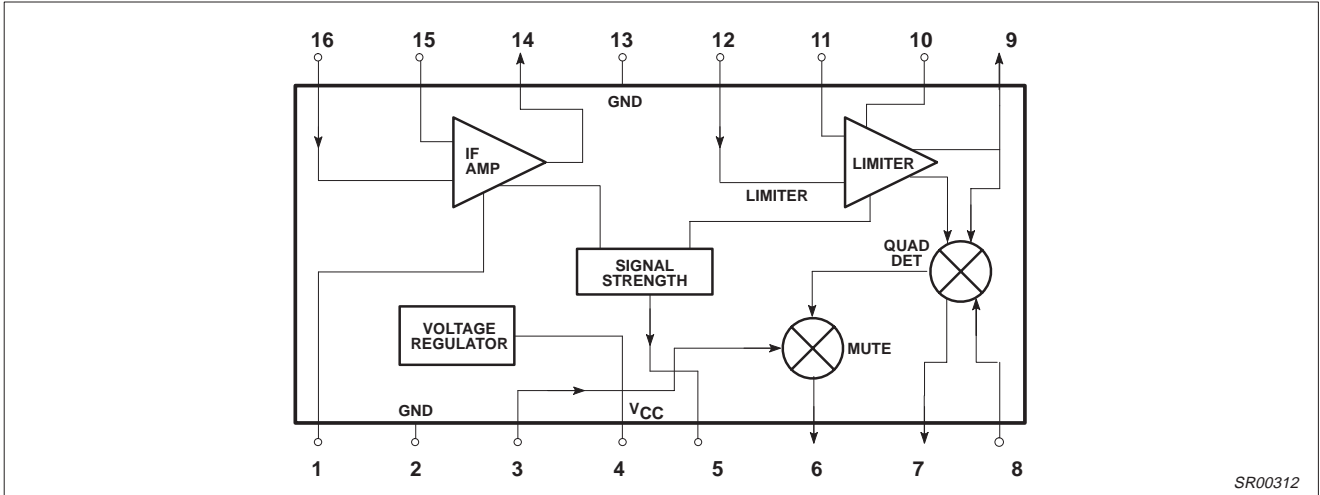 16 15 14 13 12 11 10 9
GND
IF
AMP
LIMITER
LIMITER
QUAD
DET
SIGNAL
STRENGTH
VOLTAGE
REGULATOR
MUTE
GND
VCC
1 2 3 4 5 6 7 8
SR00312